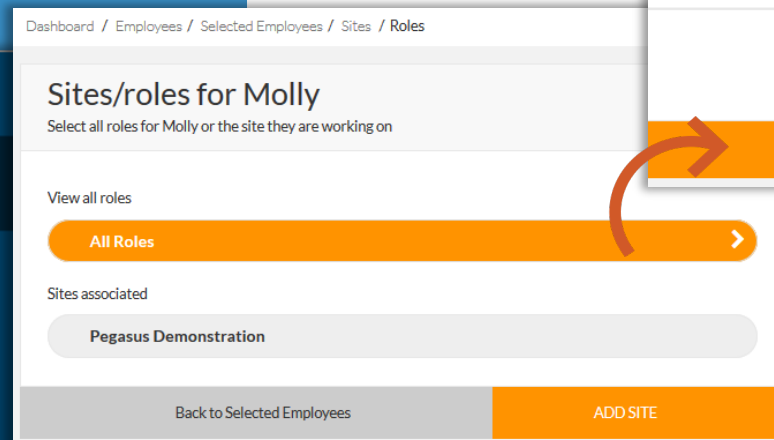 Dashboard / Employees / Selected Employees / Sites / Roles
Sites/roles for Molly
Select all roles for Molly or the site they are working on
View all roles
All Roles
Sites associated
Pegasus Demonstration
Back to Selected Employees
ADD SITE